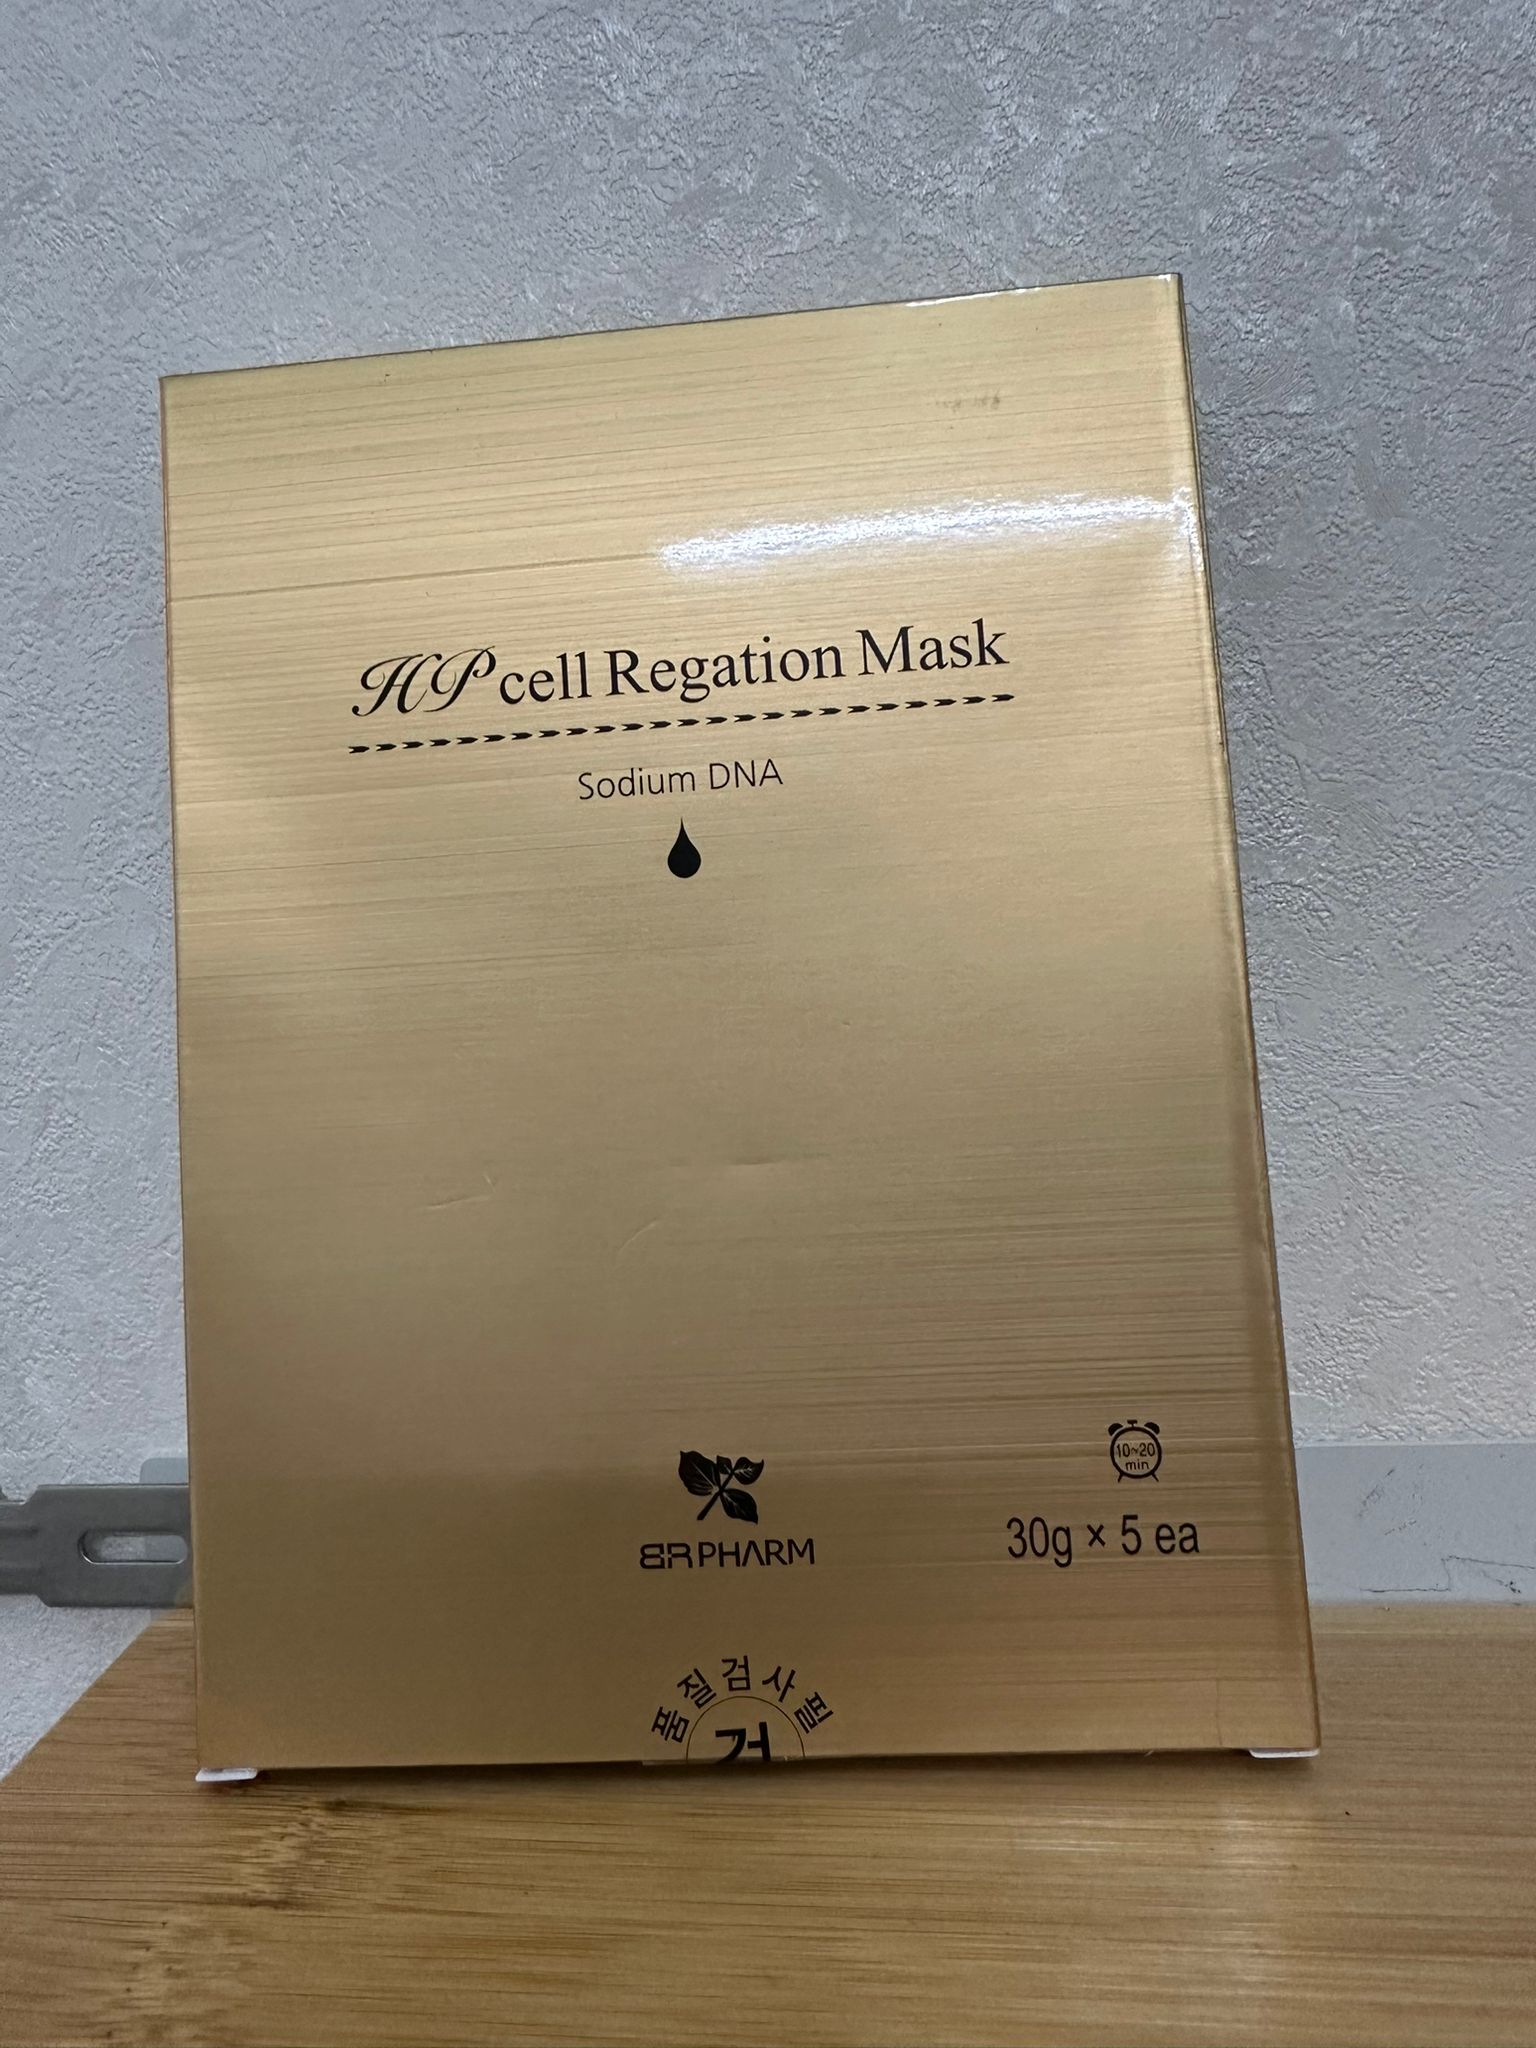 HP cell Regation Mask
Sodium DNA
10~20
min
BR PHARM
30g × 5 ea
품질검사필